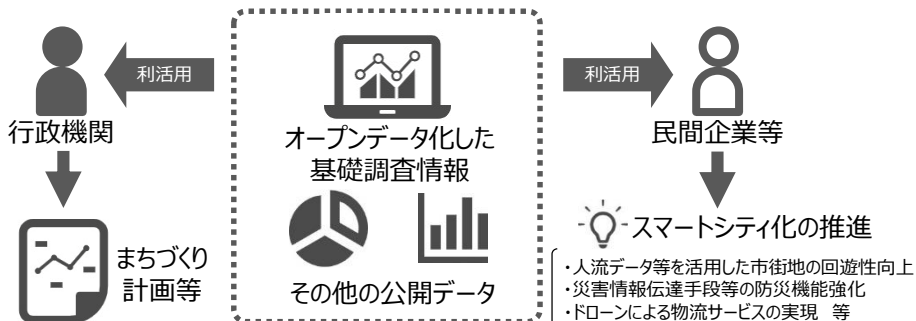 利活用
行政機関
まちづくり
計画等
オープンデータ化した
基礎調査情報
その他の公開データ
利活用
民間企業等
スマートシティ化の推進
・人流データ等を活用した市街地の回遊性向上
・災害情報伝達手段等の防災機能強化
・ドローンによる物流サービスの実現　等